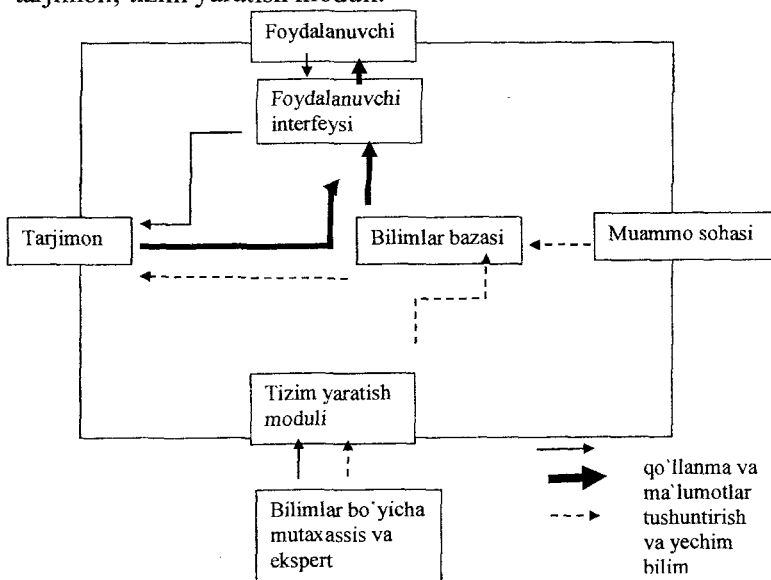 tarjimon, tizim yaratish moduli.
Foydalanuvchi
Foydalanuvchi
interfeysi
Tarjimon
Bilimlar bazasi
Muammo sohasi
Tizim yaratish
moduli
Bilimlar bo`yicha
mutaxassis va
ekspert
qo`llanma va
ma`lumotlar
tushuntirish
va yechim
bilim